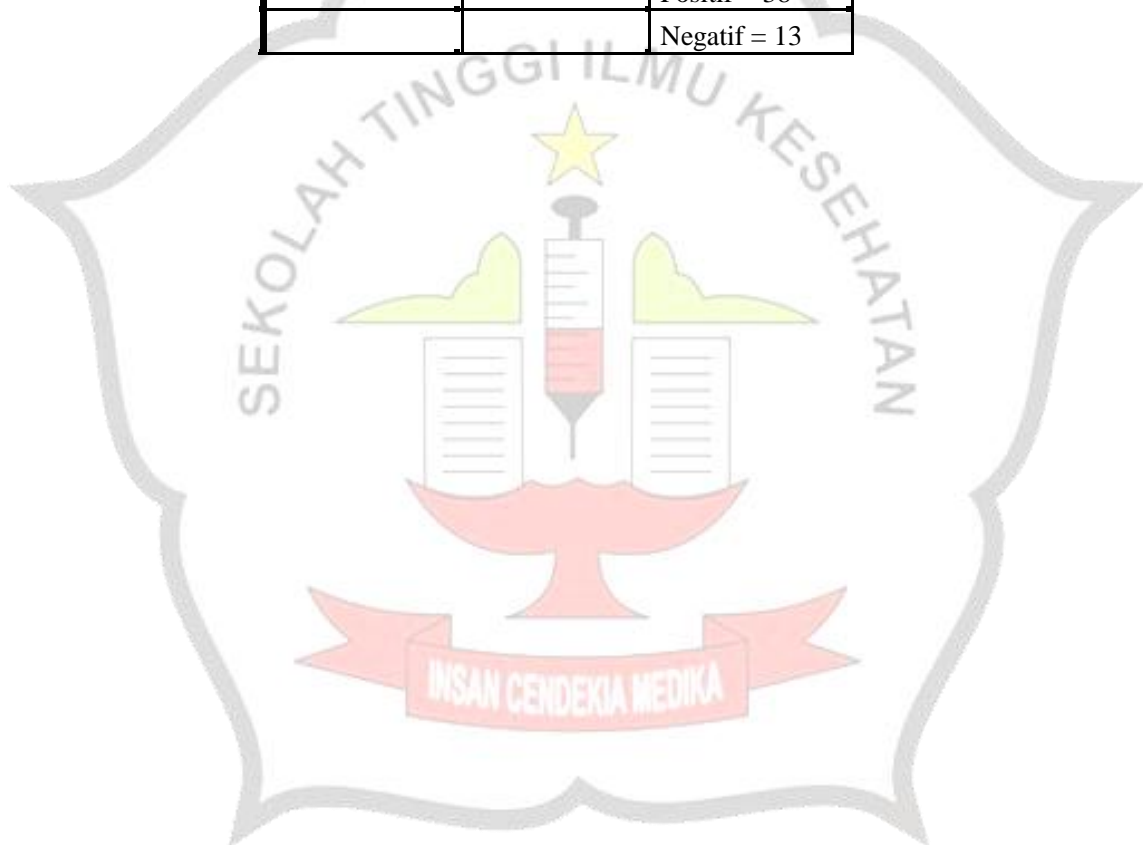 Negatif = 13
SEKOLAH TINGGI ILMU KESEHATAN
INSAN CENDEKIA MEDIKA